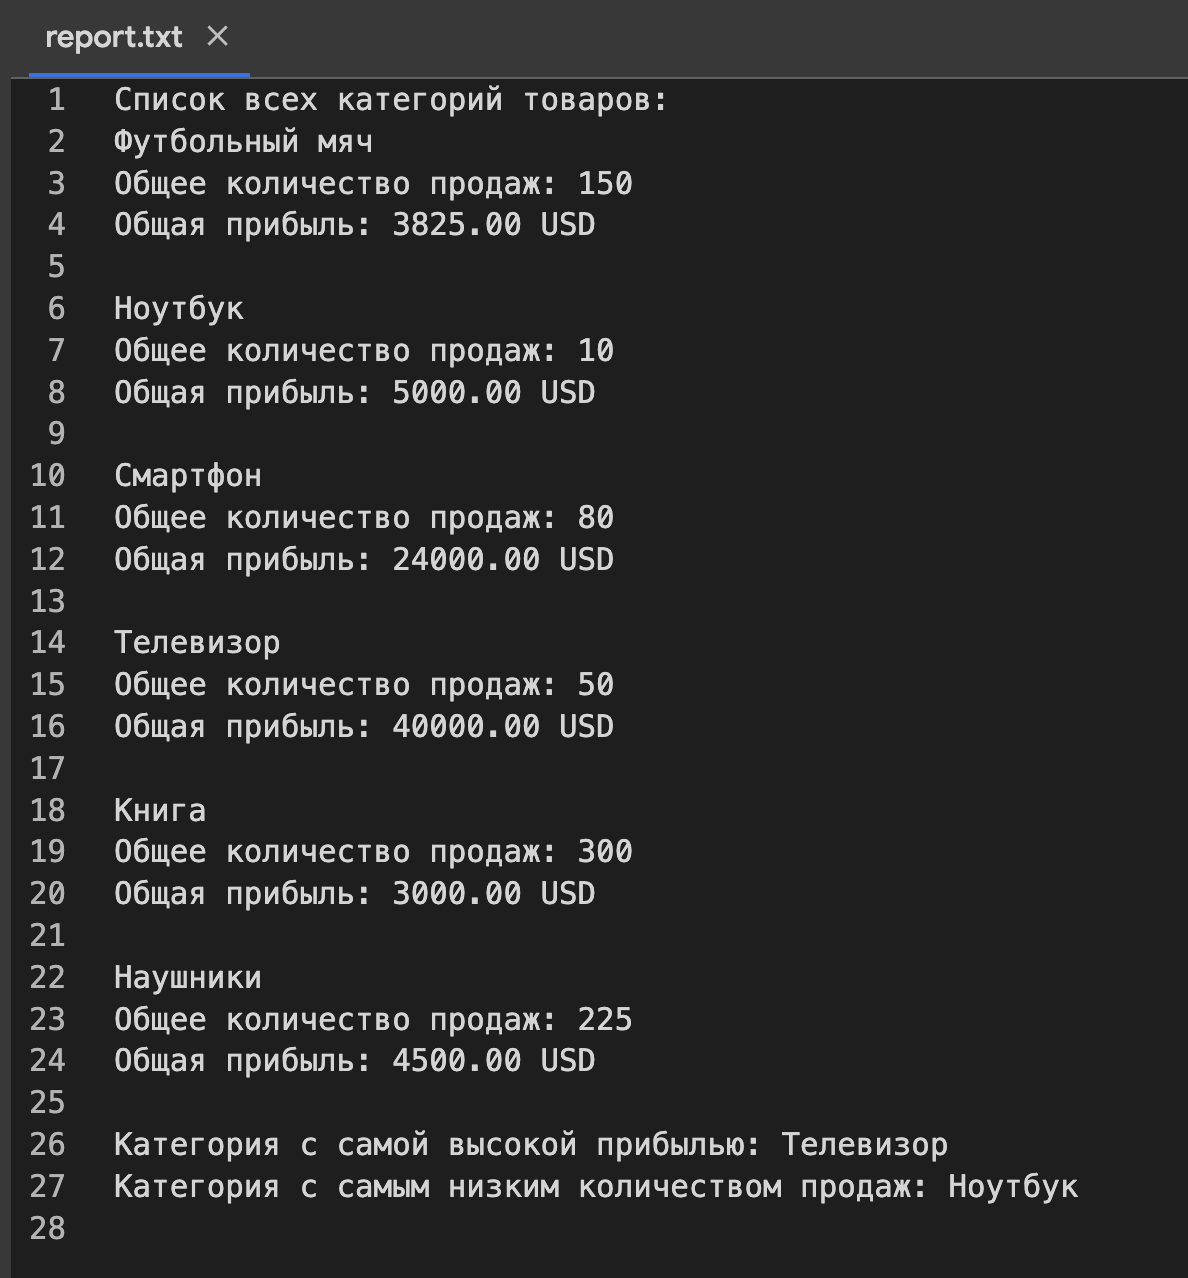 report.txt
1 Список всех категорий товаров:
2 Футбольный мяч
3 Общее количество продаж: 150
4 Общая прибыль: 3825.00 USD
5
6 Ноутбук
7 Общее количество продаж: 10
8 Общая прибыль: 5000.00 USD
9
10 Смартфон
11 Общее количество продаж: 80
12 Общая прибыль: 24000.00 USD
13
14 Телевизор
15 Общее количество продаж: 50
16 Общая прибыль: 40000.00 USD
17
18 Книга
19 Общее количество продаж: 300
20 Общая прибыль: 3000.00 USD
21
22 Наушники
23 Общее количество продаж: 225
24 Общая прибыль: 4500.00 USD
25
26 Категория с самой высокой прибылью: Телевизор
27 Категория с самым низким количеством продаж: Ноутбук
28